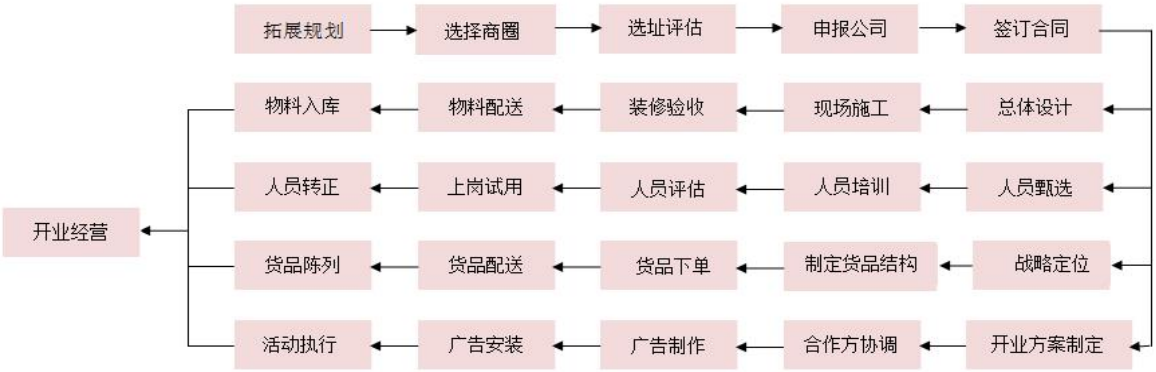 拓展规划
选择商圈
选址评估
申报公司
签订合同
物料入库
物料配送
装修验收
现场施工
总体设计
人员转正
上岗试用
人员评估
人员培训
人员甄选
开业经营
货品陈列
货品配送
货品下单
制定货品结构
战略定位
活动执行
广告安装
广告制作
合作方协调
开业方案制定